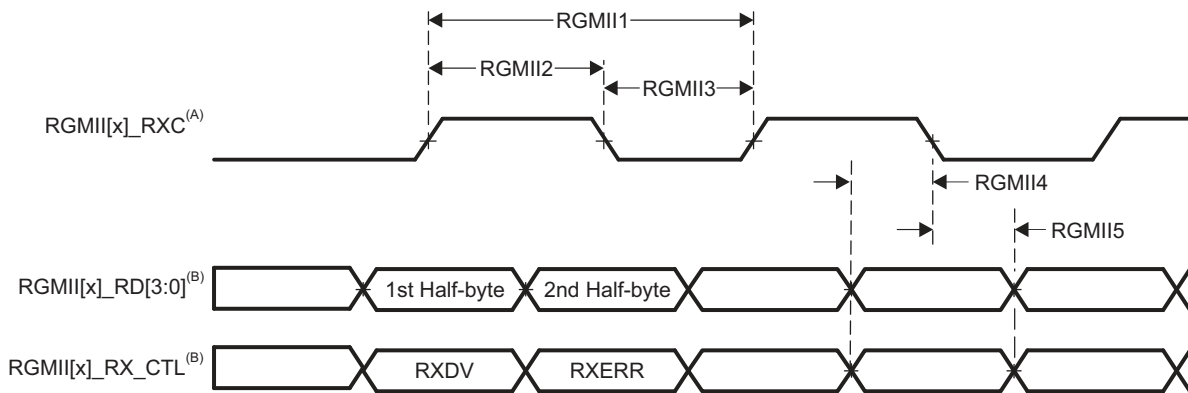 RGMII1
RGMII2
RGMII3
RGMII[x]_RXC(A)
RGMII4
RGMII5
RGMII[x]_RD[3:0](B)
1st Half-byte
2nd Half-byte
RGMII[x]_RX_CTL(B)
RXDV
RXERR